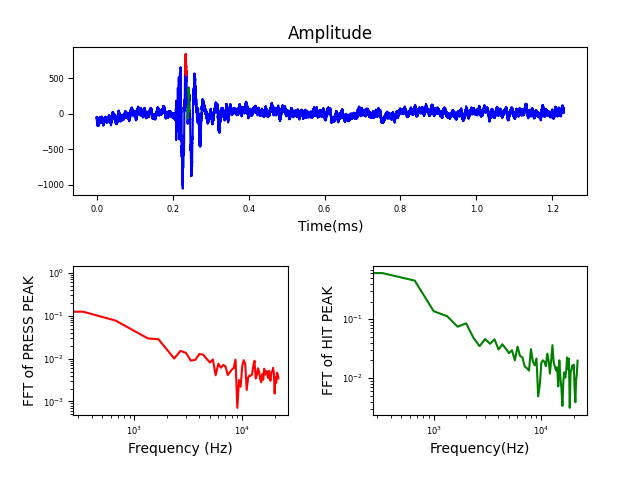 Amplitude
500
0
−500
−1000
0.0 0.2 0.4 0.6 0.8 1.0 1.2
Time(ms)
FFT of PRESS PEAK
10⁰
10⁻¹
10⁻²
10⁻³
10³ 10⁴
Frequency (Hz)
FFT of HIT PEAK
10⁻¹
10⁻²
10³ 10⁴
Frequency(Hz)